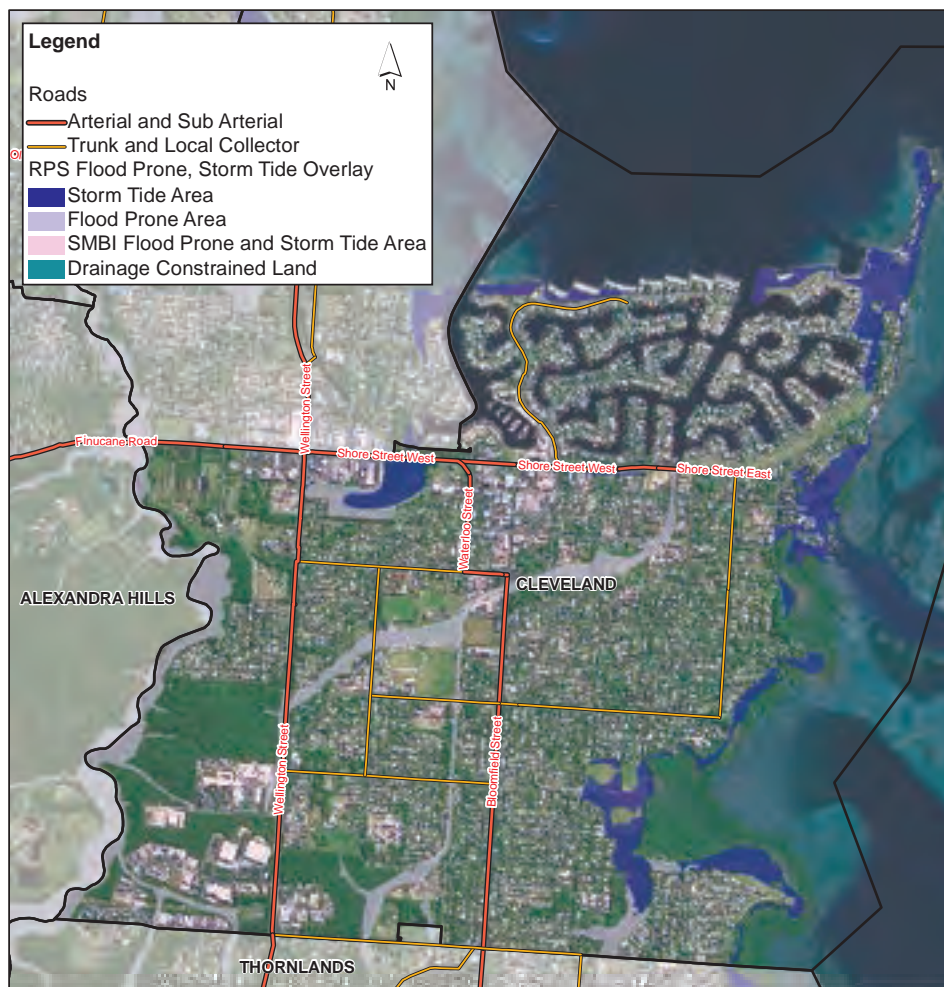 Legend
N
Roads
Arterial and Sub Arterial
Trunk and Local Collector
RPS Flood Prone, Storm Tide Overlay
Storm Tide Area
Flood Prone Area
SMBI Flood Prone and Storm Tide Area
Drainage Constrained Land
Wellington Street
Finucane Road
Shore Street West
Shore Street West
Shore Street East
Waterloo Street
CLEVELAND
ALEXANDRA HILLS
Wellington Street
Bloomfield Street
THORNLANDS